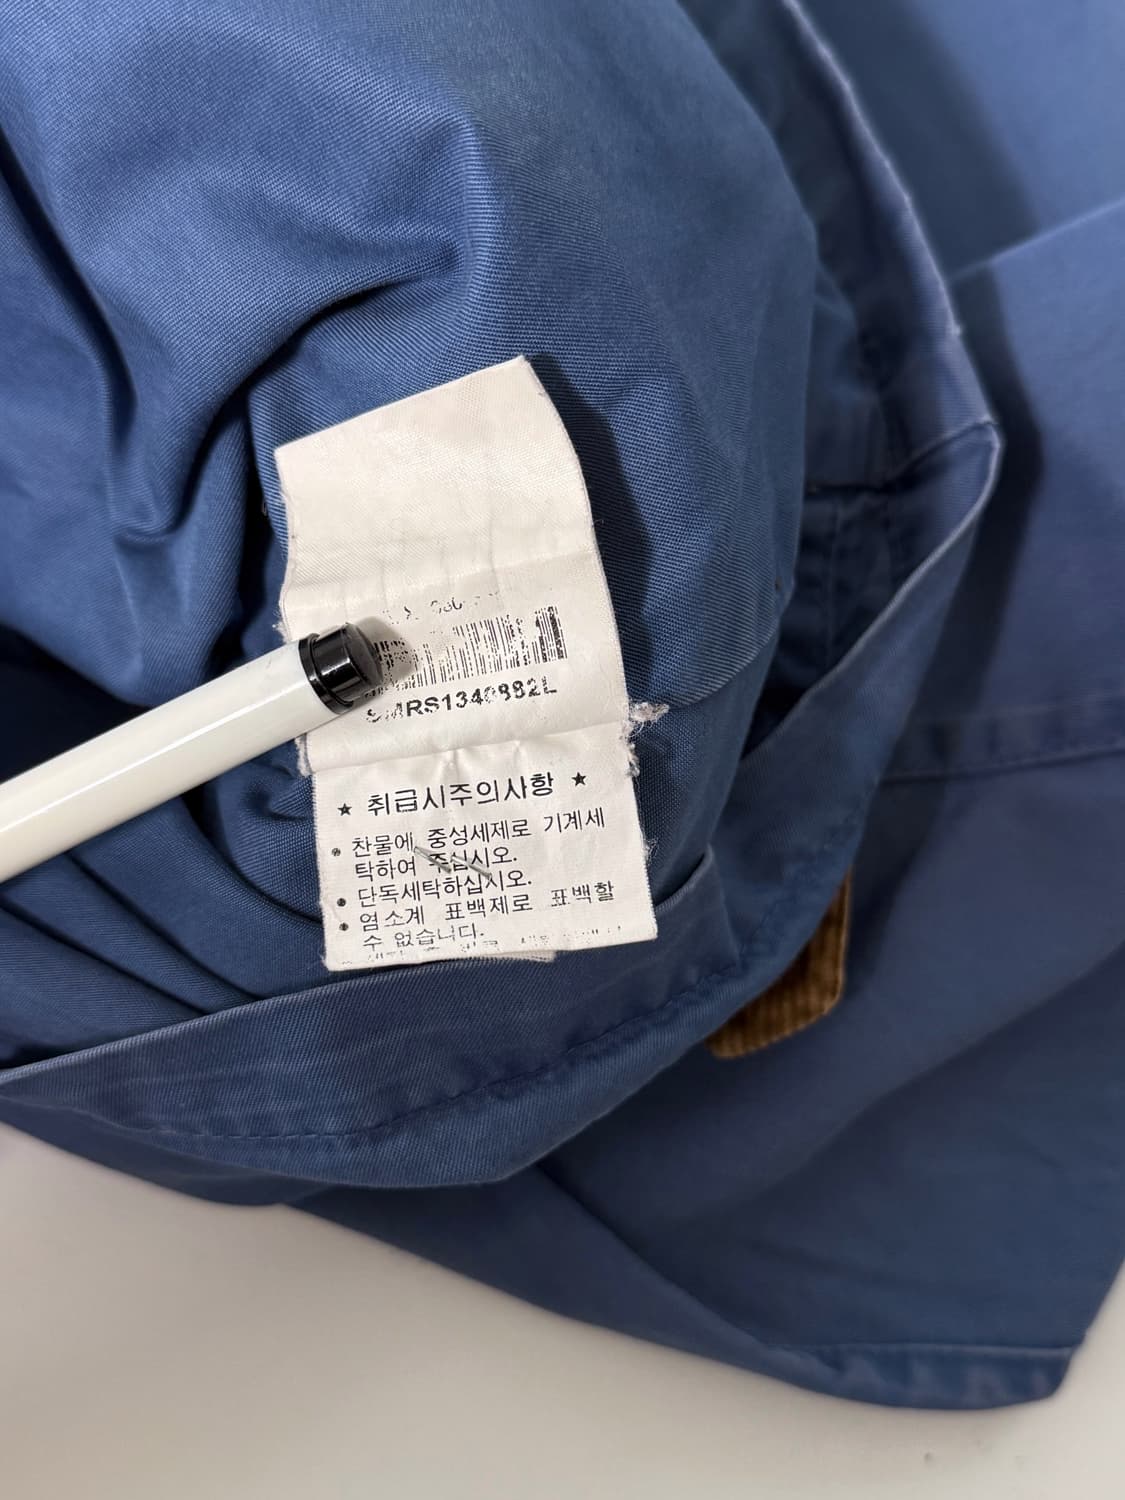 ★ 취급시주의사항 ★
• 찬물에 중성세제로 기계세
탁하여 주십시오.
• 단독세탁하십시오.
• 염소계 표백제로 표백할
수 없습니다.